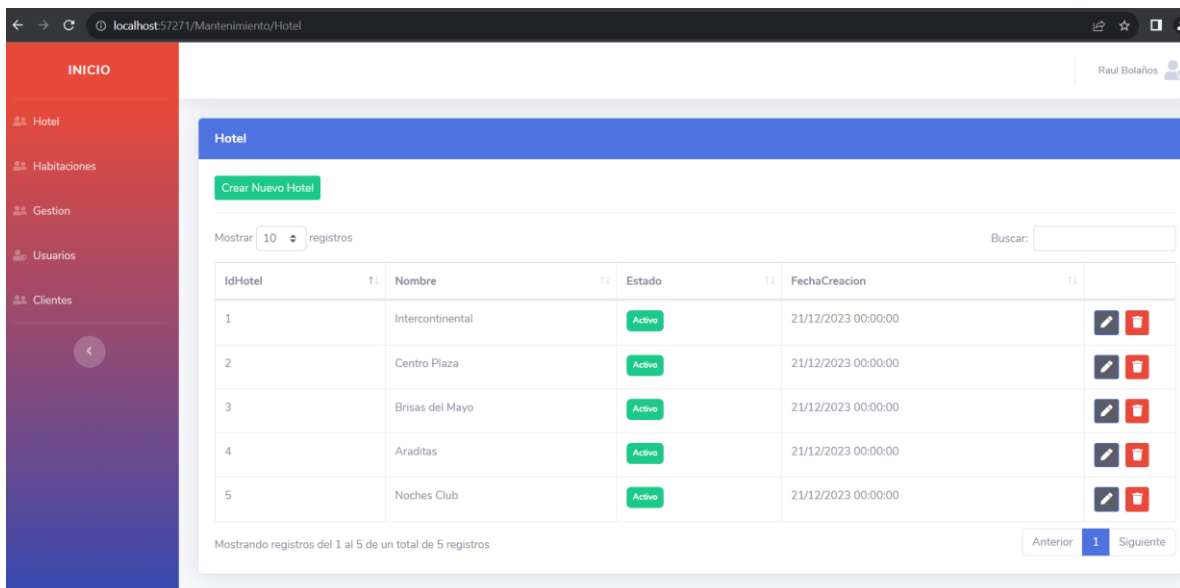 localhost:57271/Mantenimiento/Hotel
INICIO
Raul Bolaños
Hotel
Habitaciones
Gestion
Usuarios
Clientes
Hotel
Crear Nuevo Hotel
Mostrar 10 registros
Buscar:
IdHotel Nombre Estado FechaCreacion
1 Intercontinental Activo 21/12/2023 00:00:00
2 Centro Plaza Activo 21/12/2023 00:00:00
3 Brisas del Mayo Activo 21/12/2023 00:00:00
4 Araditas Activo 21/12/2023 00:00:00
5 Noches Club Activo 21/12/2023 00:00:00
Mostrando registros del 1 al 5 de un total de 5 registros
Anterior 1 Siguiente